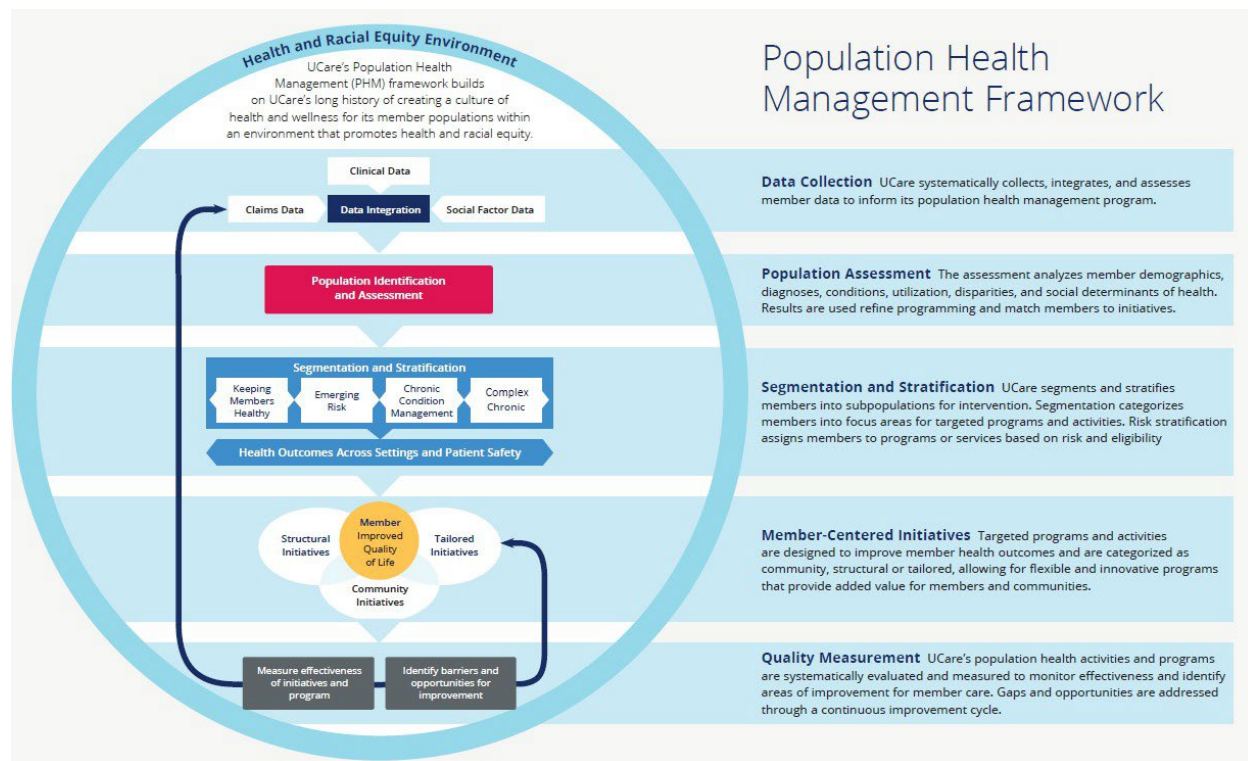 Health and Racial Equity Environment
UCare's Population Health
Management (PHM) framework builds
on UCare's long history of creating a culture of
health and wellness for its member populations within
an environment that promotes health and racial equity.
Population Health
Management Framework
Clinical Data
Claims Data
Data Integration
Social Factor Data
Data Collection UCare systematically collects, integrates, and assesses
member data to inform its population health management program.
Population Identification
and Assessment
Population Assessment The assessment analyzes member demographics,
diagnoses, conditions, utilization, disparities, and social determinants of health.
Results are used refine programming and match members to initiatives.
Segmentation and Stratification
Keeping
Members
Healthy
Emerging
Risk
Chronic
Condition
Management
Complex
Chronic
Health Outcomes Across Settings and Patient Safety
Segmentation and Stratification UCare segments and stratifies
members into subpopulations for intervention. Segmentation categorizes
members into focus areas for targeted programs and activities. Risk stratification
assigns members to programs or services based on risk and eligibility
Structural
Initiatives
Member
Improved
Quality
of Life
Tailored
Initiatives
Community
Initiatives
Member-Centered Initiatives Targeted programs and activities
are designed to improve member health outcomes and are categorized as
community, structural or tailored, allowing for flexible and innovative programs
that provide added value for members and communities.
Measure effectiveness
of initiatives and
program
Identify barriers and
opportunities for
improvement
Quality Measurement UCare's population health activities and programs
are systematically evaluated and measured to monitor effectiveness and identify
areas of improvement for member care. Gaps and opportunities are addressed
through a continuous improvement cycle.